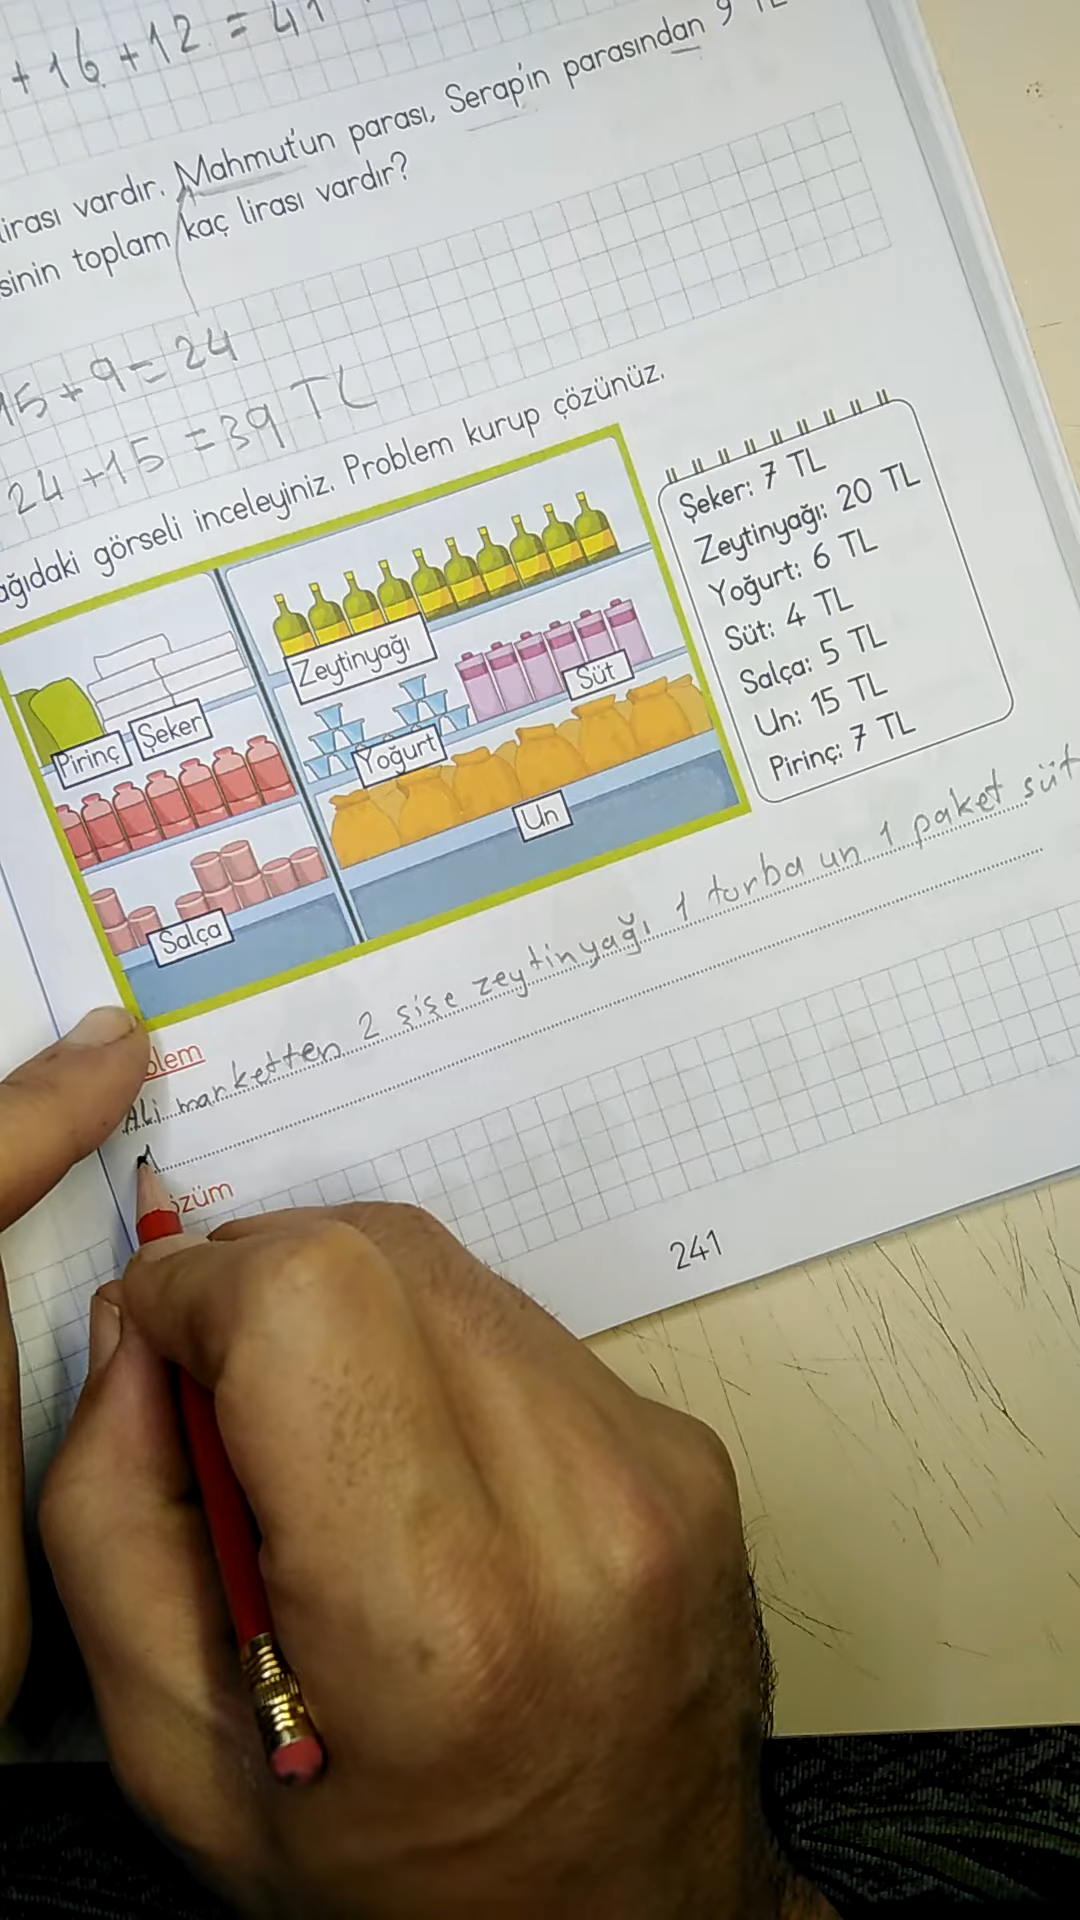 + 16 + 12 = 41
lirası vardır. Mahmut'un parası, Serap'ın parasından 9 TL
sinin toplam kaç lirası vardır?
15 + 9 = 24
24 + 15 = 39 TL
ağıdaki görseli inceleyiniz. Problem kurup çözünüz.
Pirinç
Şeker
Zeytinyağı
Süt
Yoğurt
Un
Salça
Şeker: 7 TL
Zeytinyağı: 20 TL
Yoğurt: 6 TL
Süt: 4 TL
Salça: 5 TL
Un: 15 TL
Pirinç: 7 TL
blem
Ali marketten 2 şişe zeytinyağı 1 torba un 1 paket süt
özüm
241